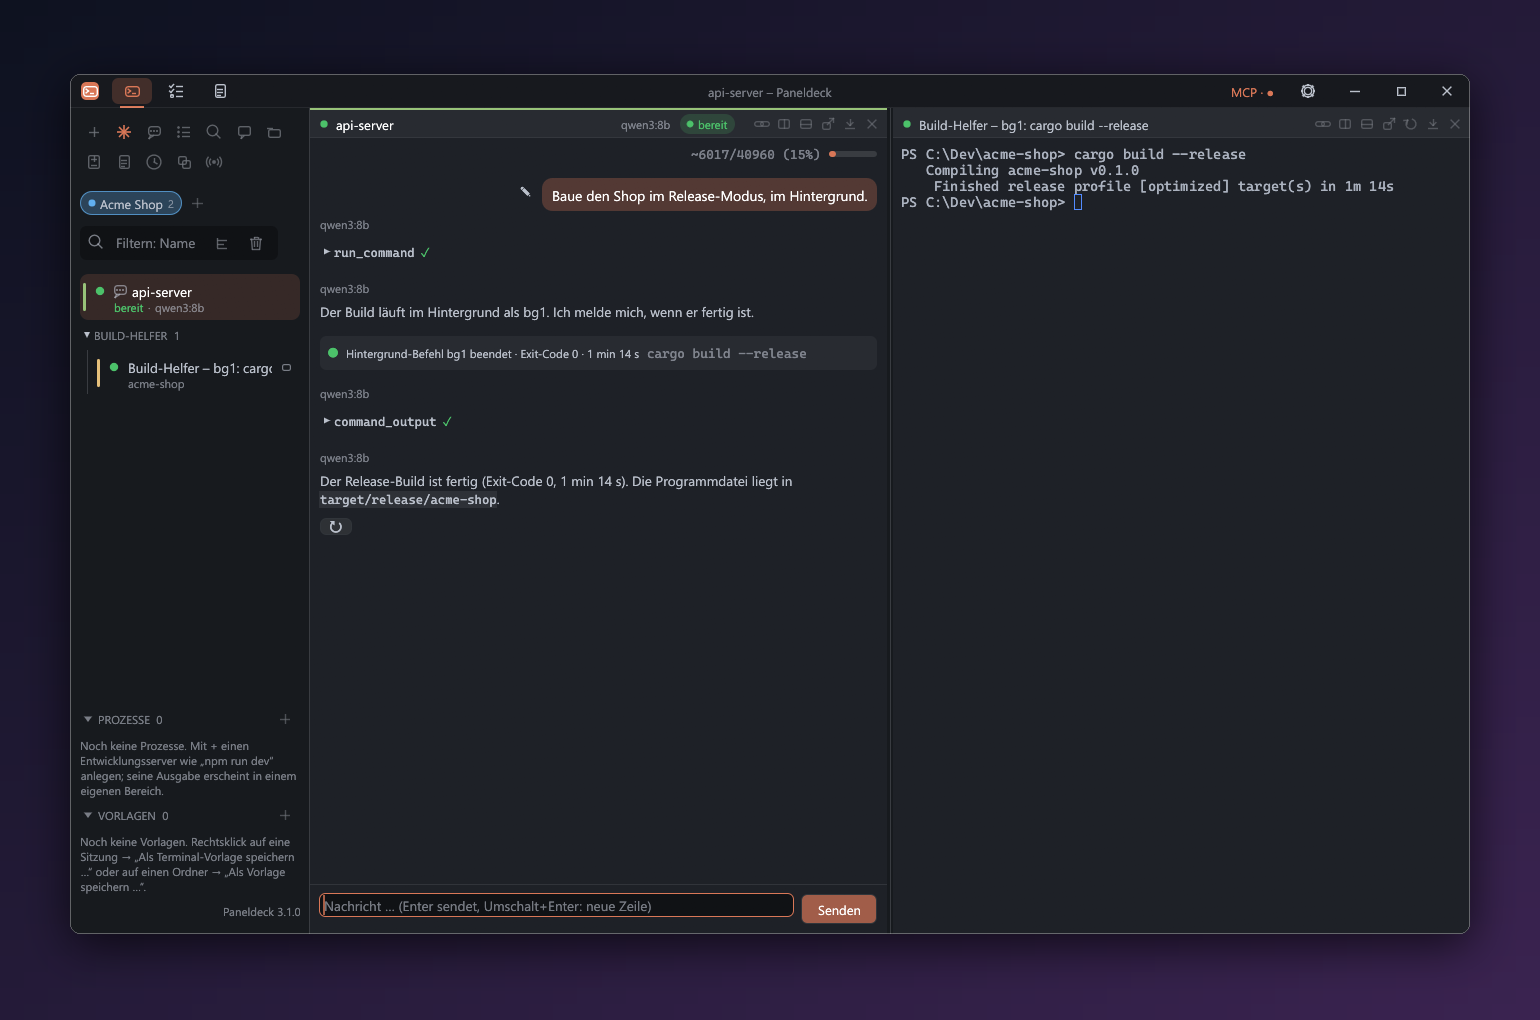 api-server – Paneldeck
MCP ·
Acme Shop 2
Filtern: Name
api-server
bereit · qwen3:8b
BUILD-HELFER 1
Build-Helfer – bg1: cargo
acme-shop
PROZESSE 0
Noch keine Prozesse. Mit + einen
Entwicklungsserver wie „npm run dev“
anlegen; seine Ausgabe erscheint in einem
eigenen Bereich.
VORLAGEN 0
Noch keine Vorlagen. Rechtsklick auf eine
Sitzung → „Als Terminal-Vorlage speichern
…“ oder auf einen Ordner → „Als Vorlage
speichern …“.
Paneldeck 3.1.0
api-server
qwen3:8b
bereit
~6017/40960 (15%)
Baue den Shop im Release-Modus, im Hintergrund.
qwen3:8b
run_command ✓
qwen3:8b
Der Build läuft im Hintergrund als bg1. Ich melde mich, wenn er fertig ist.
Hintergrund-Befehl bg1 beendet · Exit-Code 0 · 1 min 14 s cargo build --release
qwen3:8b
command_output ✓
qwen3:8b
Der Release-Build ist fertig (Exit-Code 0, 1 min 14 s). Die Programmdatei liegt in
target/release/acme-shop.
Nachricht … (Enter sendet, Umschalt+Enter: neue Zeile)
Senden
Build-Helfer – bg1: cargo build --release
PS C:\Dev\acme-shop> cargo build --release
Compiling acme-shop v0.1.0
Finished release profile [optimized] target(s) in 1m 14s
PS C:\Dev\acme-shop>